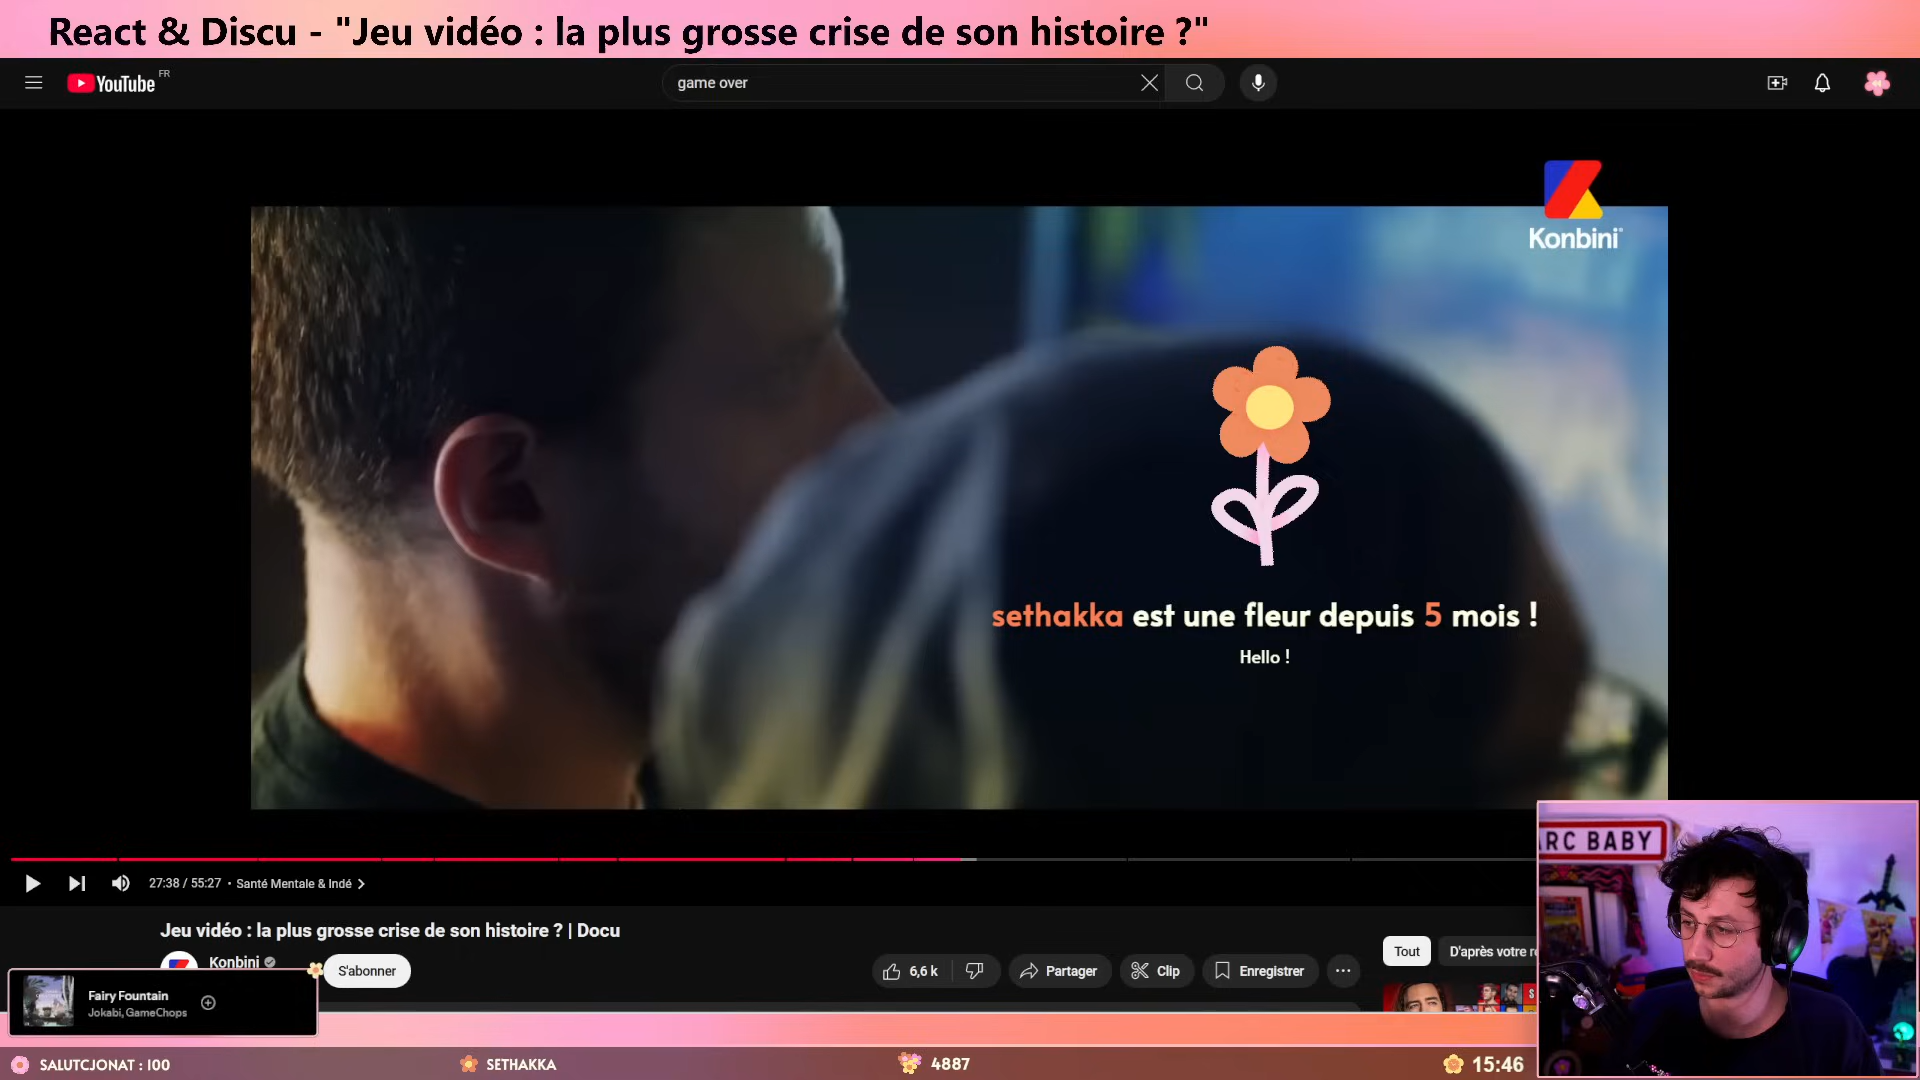 React & Discu - "Jeu vidéo : la plus grosse crise de son histoire ?"
YouTube FR
game over
Konbini
sethakka est une fleur depuis 5 mois !
Hello !
27:38 / 55:27 • Santé Mentale & Indé
Jeu vidéo : la plus grosse crise de son histoire ? | Docu
Konbini
S'abonner
6,6 k
Partager
Clip
Enregistrer
Tout
D'après votre re
Fairy Fountain
Jokabi, GameChops
ARC BABY
SALUTCJONAT : 100
SETHAKKA
4887
15:46